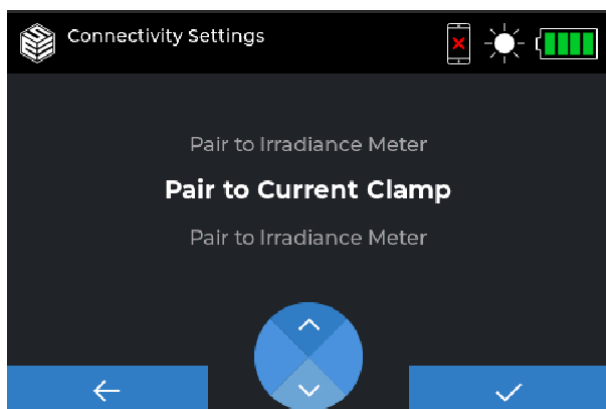 Connectivity Settings
Pair to Irradiance Meter
Pair to Current Clamp
Pair to Irradiance Meter